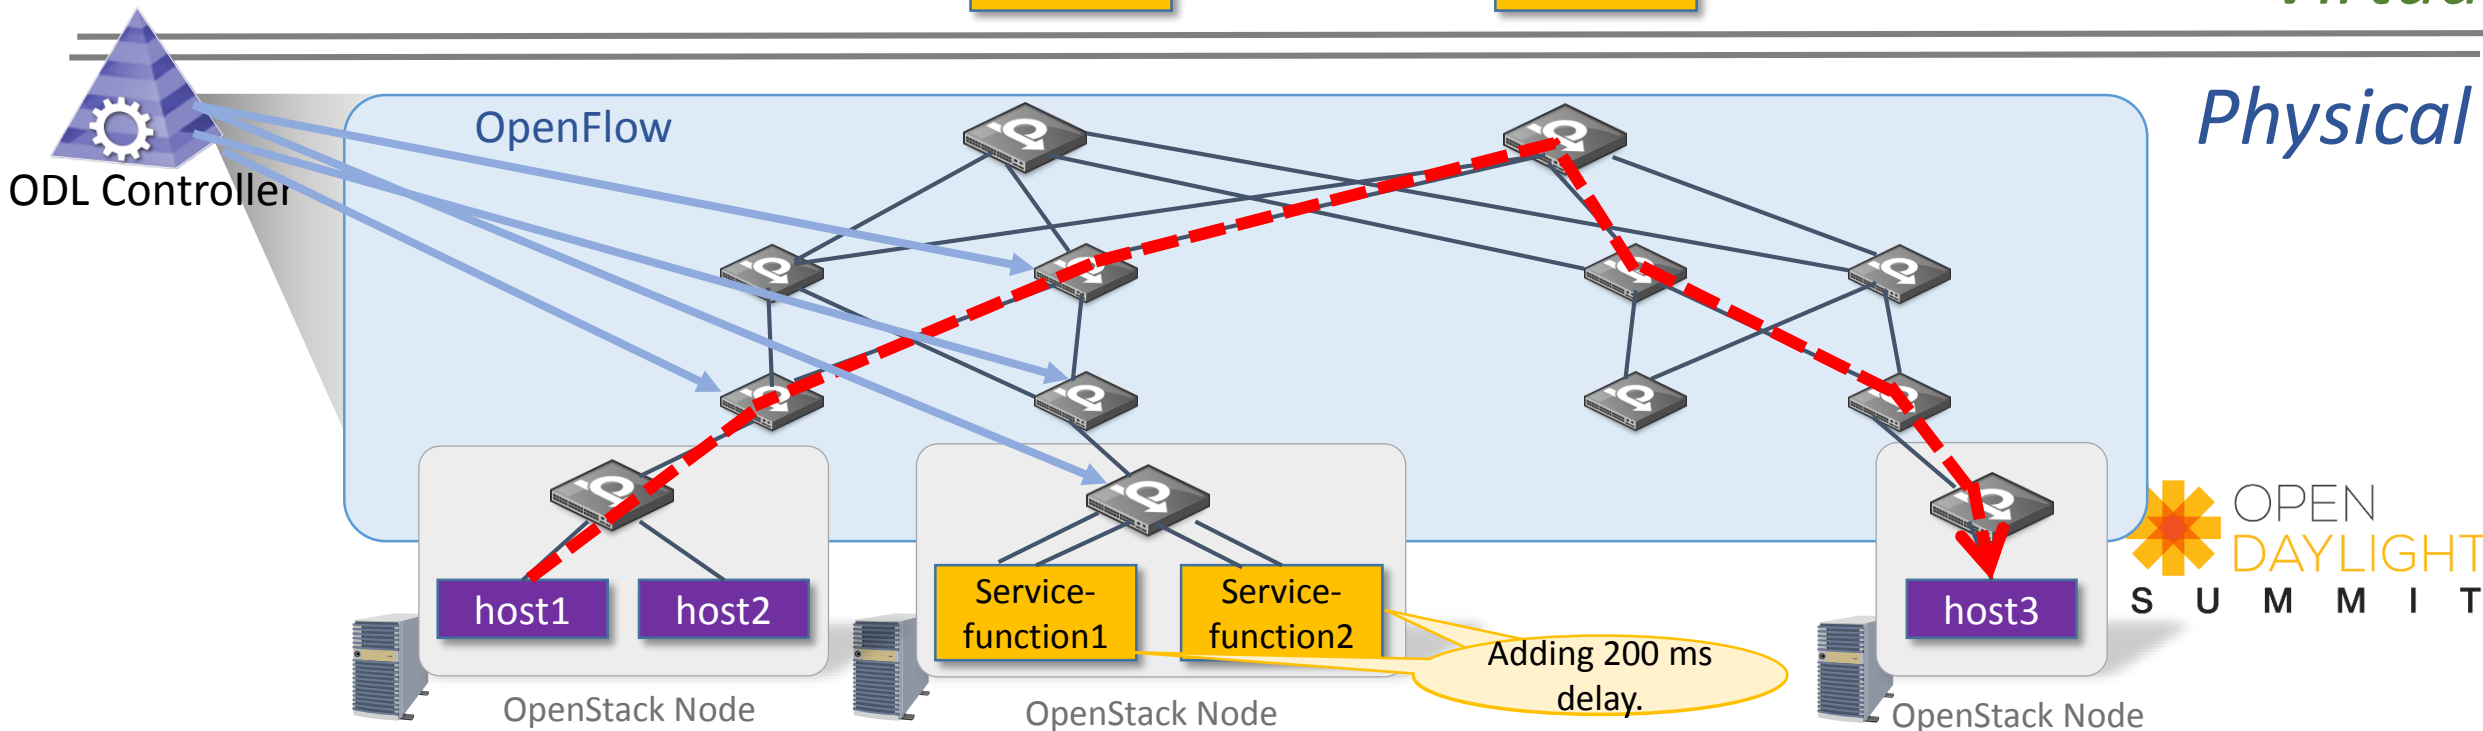 Physical
OpenFlow
ODL Controller
OPEN
DAYLIGHT
SUMMIT
host1
host2
Service-
function1
Service-
function2
host3
Adding 200 ms
delay.
OpenStack Node
OpenStack Node
OpenStack Node